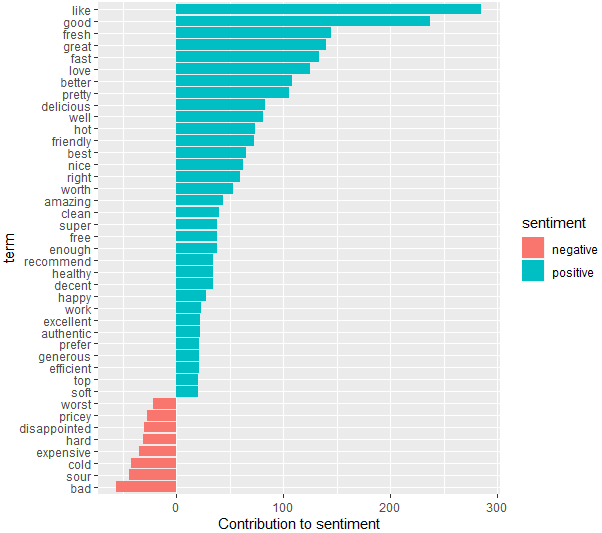 like
good
fresh
great
fast
love
better
pretty
delicious
well
hot
friendly
best
nice
right
worth
amazing
clean
super
free
enough
recommend
healthy
decent
happy
work
excellent
authentic
prefer
generous
efficient
top
soft
worst
pricey
disappointed
hard
expensive
cold
sour
bad
term
0 100 200 300
Contribution to sentiment
sentiment
negative
positive